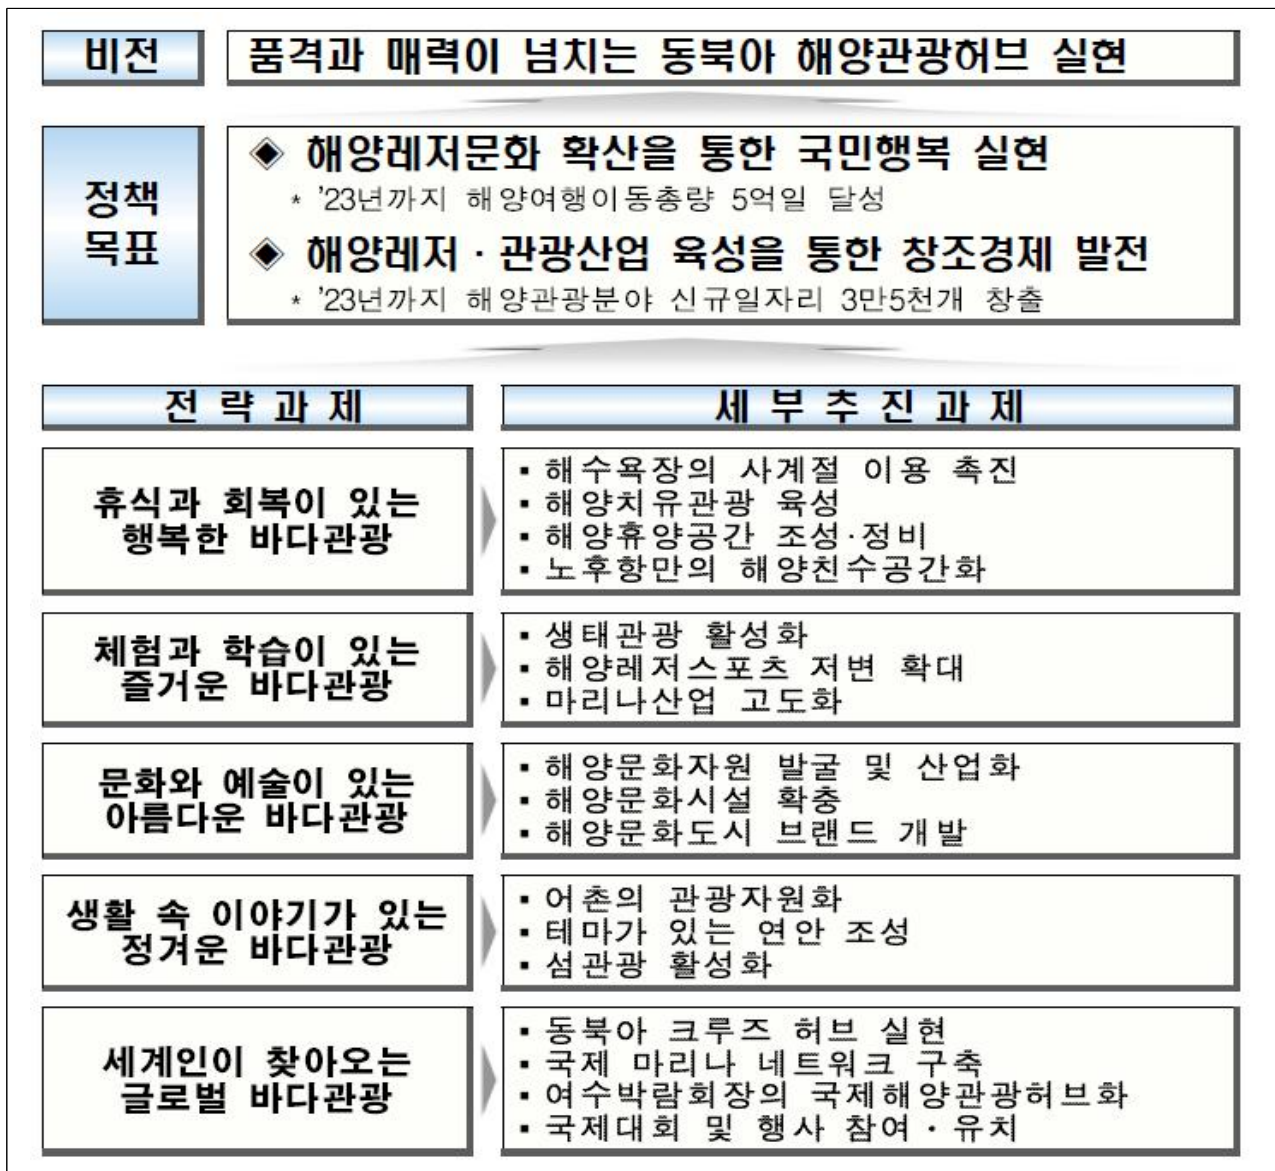 비전
품격과 매력이 넘치는 동북아 해양관광허브 실현
정책
목표
◈ 해양레저문화 확산을 통한 국민행복 실현
* '23년까지 해양여행이동총량 5억일 달성
◈ 해양레저·관광산업 육성을 통한 창조경제 발전
* '23년까지 해양관광분야 신규일자리 3만5천개 창출
전략과제
세부추진과제
휴식과 회복이 있는
행복한 바다관광
▪ 해수욕장의 사계절 이용 촉진
▪ 해양치유관광 육성
▪ 해양휴양공간 조성·정비
▪ 노후항만의 해양친수공간화
체험과 학습이 있는
즐거운 바다관광
▪ 생태관광 활성화
▪ 해양레저스포츠 저변 확대
▪ 마리나산업 고도화
문화와 예술이 있는
아름다운 바다관광
▪ 해양문화자원 발굴 및 산업화
▪ 해양문화시설 확충
▪ 해양문화도시 브랜드 개발
생활 속 이야기가 있는
정겨운 바다관광
▪ 어촌의 관광자원화
▪ 테마가 있는 연안 조성
▪ 섬관광 활성화
세계인이 찾아오는
글로벌 바다관광
▪ 동북아 크루즈 허브 실현
▪ 국제 마리나 네트워크 구축
▪ 여수박람회장의 국제해양관광허브화
▪ 국제대회 및 행사 참여·유치